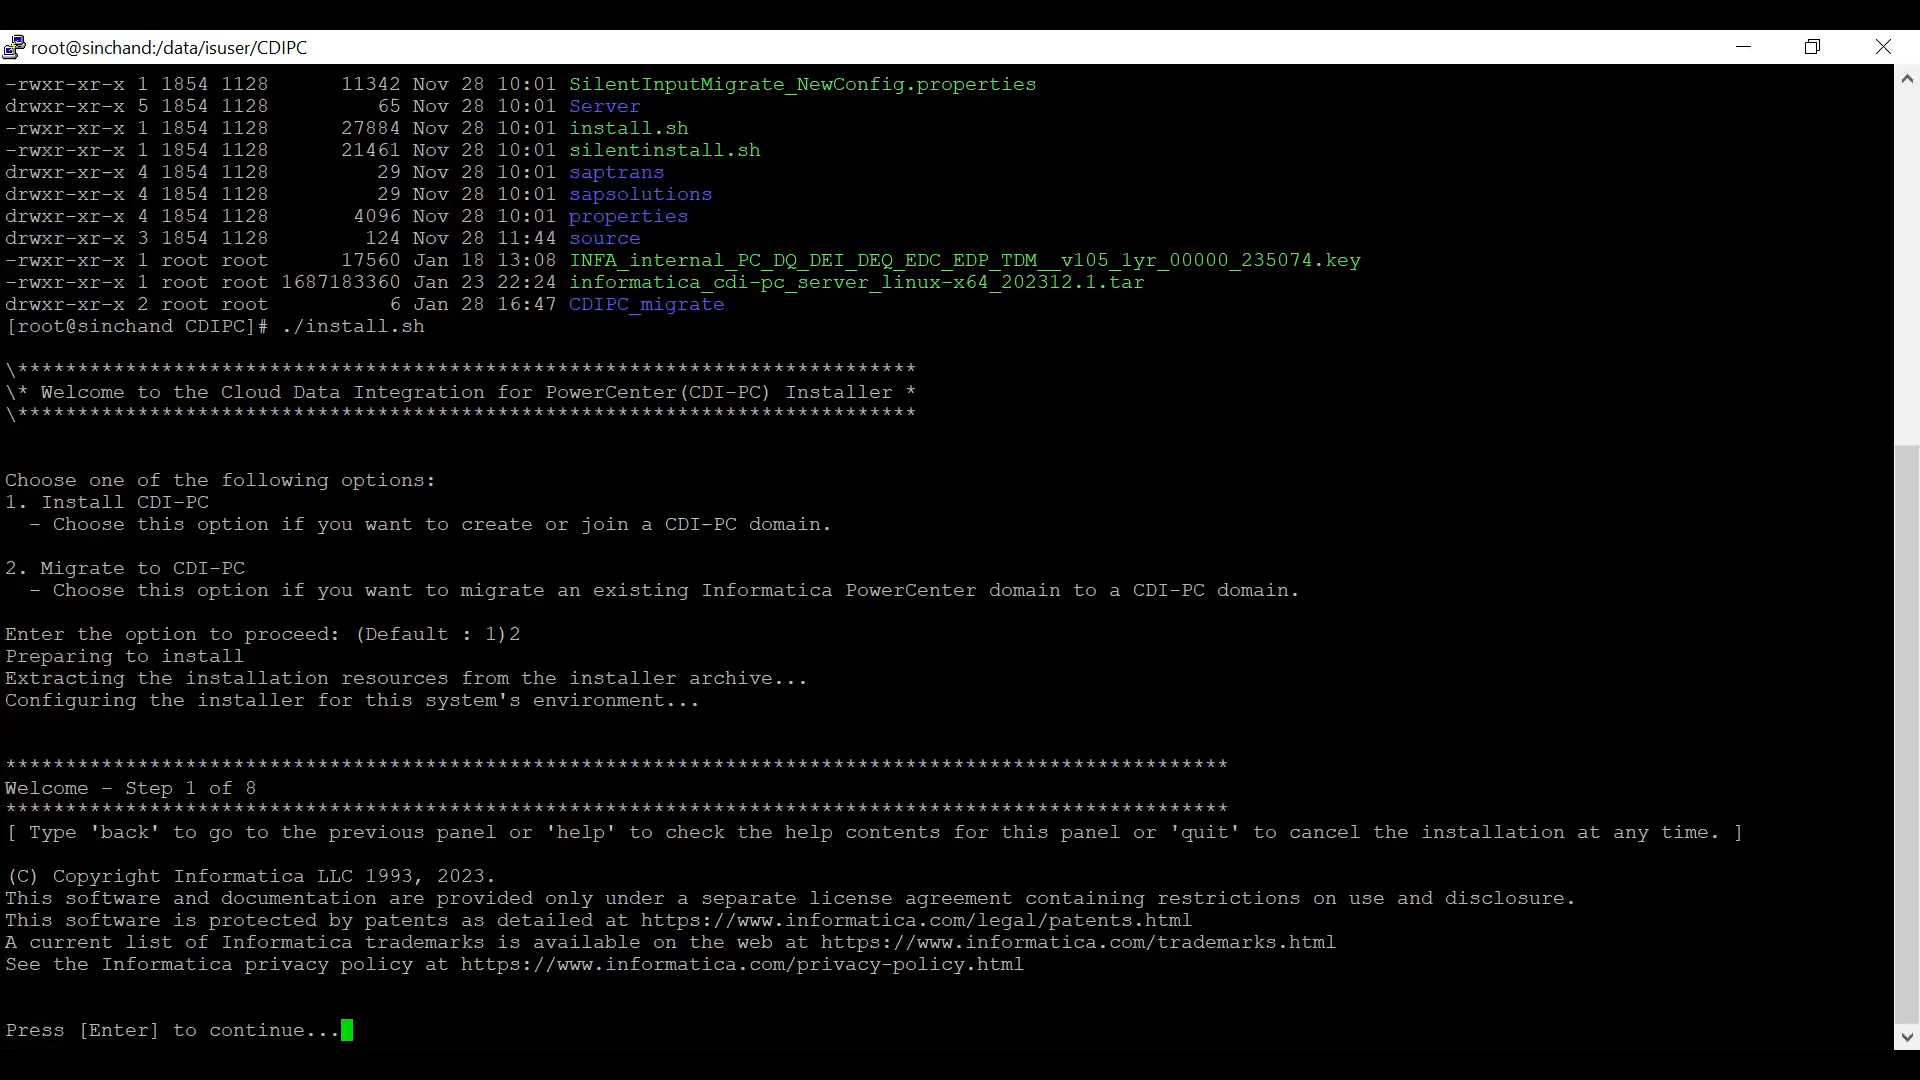 root@sinchand:/data/isuser/CDIPC
-rwxr-xr-x 1 1854 1128      11342 Nov 28 10:01 SilentInputMigrate_NewConfig.properties
drwxr-xr-x 5 1854 1128         65 Nov 28 10:01 Server
-rwxr-xr-x 1 1854 1128      27884 Nov 28 10:01 install.sh
-rwxr-xr-x 1 1854 1128      21461 Nov 28 10:01 silentinstall.sh
drwxr-xr-x 4 1854 1128         29 Nov 28 10:01 saptrans
drwxr-xr-x 4 1854 1128         29 Nov 28 10:01 sapsolutions
drwxr-xr-x 4 1854 1128       4096 Nov 28 10:01 properties
drwxr-xr-x 3 1854 1128        124 Nov 28 11:44 source
-rwxr-xr-x 1 root root      17560 Jan 18 13:08 INFA_internal_PC_DQ_DEI_DEQ_EDC_EDP_TDM__v105_1yr_00000_235074.key
-rwxr-xr-x 1 root root 1687183360 Jan 23 22:24 informatica_cdi-pc_server_linux-x64_202312.1.tar
drwxr-xr-x 2 root root          6 Jan 28 16:47 CDIPC_migrate
[root@sinchand CDIPC]# ./install.sh
\***************************************************************************
\* Welcome to the Cloud Data Integration for PowerCenter(CDI-PC) Installer *
\***************************************************************************
Choose one of the following options:
1. Install CDI-PC
  - Choose this option if you want to create or join a CDI-PC domain.
2. Migrate to CDI-PC
  - Choose this option if you want to migrate an existing Informatica PowerCenter domain to a CDI-PC domain.
Enter the option to proceed: (Default : 1)2
Preparing to install
Extracting the installation resources from the installer archive...
Configuring the installer for this system's environment...
******************************************************************************************************
Welcome - Step 1 of 8
******************************************************************************************************
[ Type 'back' to go to the previous panel or 'help' to check the help contents for this panel or 'quit' to cancel the installation at any time. ]
(C) Copyright Informatica LLC 1993, 2023.
This software and documentation are provided only under a separate license agreement containing restrictions on use and disclosure.
This software is protected by patents as detailed at https://www.informatica.com/legal/patents.html
A current list of Informatica trademarks is available on the web at https://www.informatica.com/trademarks.html
See the Informatica privacy policy at https://www.informatica.com/privacy-policy.html
Press [Enter] to continue...